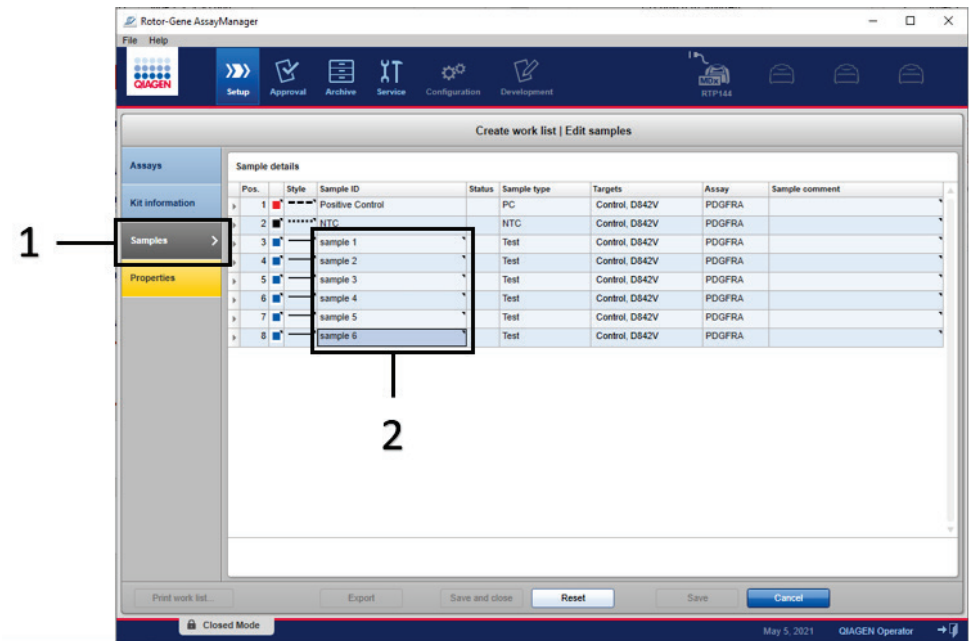 Rotor-Gene AssayManager
File Help
QIAGEN
Setup Approval Archive Service Configuration Development MDx RTP144
Create work list | Edit samples
Assays
Kit information
Samples
Properties
Sample details
Pos. Style Sample ID Status Sample type Targets Assay Sample comment
1 Positive Control PC Control, D842V PDGFRA
2 NTC NTC Control, D842V PDGFRA
3 sample 1 Test Control, D842V PDGFRA
4 sample 2 Test Control, D842V PDGFRA
5 sample 3 Test Control, D842V PDGFRA
6 sample 4 Test Control, D842V PDGFRA
7 sample 5 Test Control, D842V PDGFRA
8 sample 6 Test Control, D842V PDGFRA
1
2
Print work list... Export Save and close Reset Save Cancel
Closed Mode
May 5, 2021 QIAGEN Operator